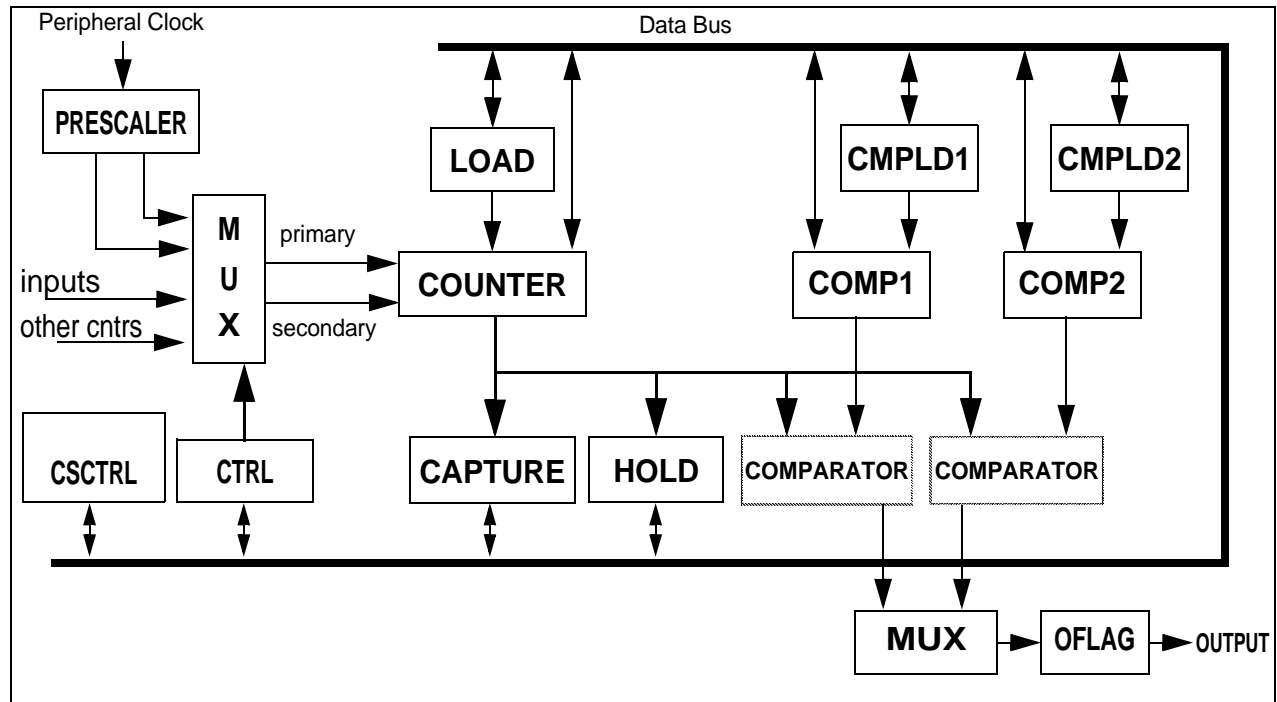 Peripheral Clock
Data Bus
PRESCALER
LOAD
CMPLD1
CMPLD2
M
U
X
primary
secondary
inputs
other cntrs
COUNTER
COMP1
COMP2
CSCTRL
CTRL
CAPTURE
HOLD
COMPARATOR
COMPARATOR
MUX
OFLAG
OUTPUT